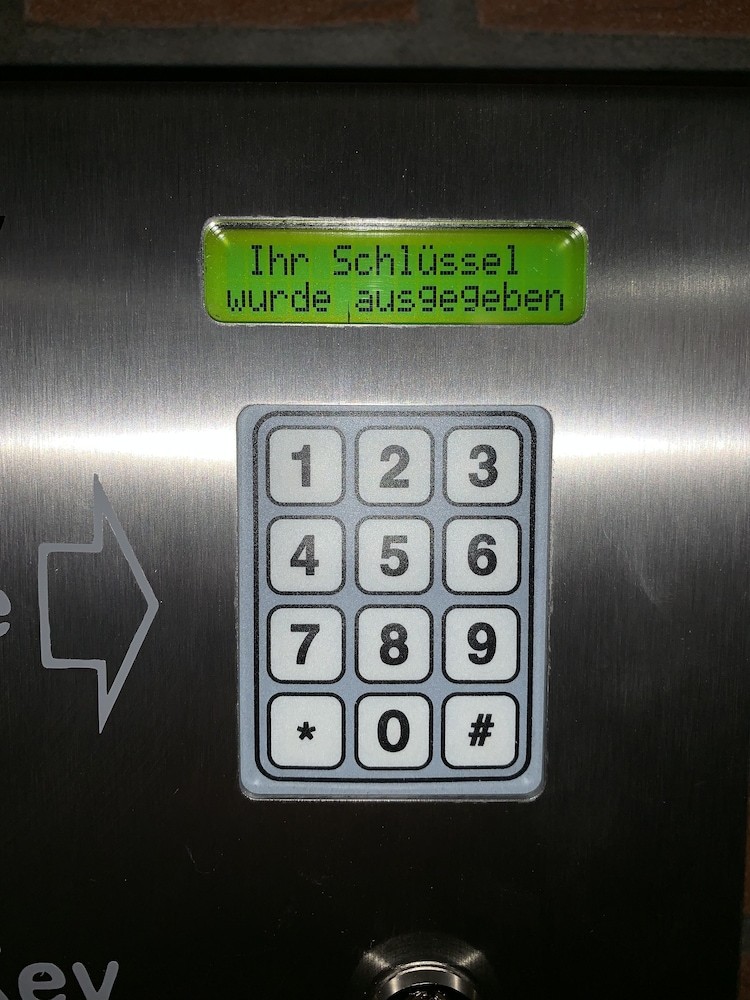 Ihr Schlüssel
wurde ausgegeben
1 2 3
4 5 6
7 8 9
* 0 #